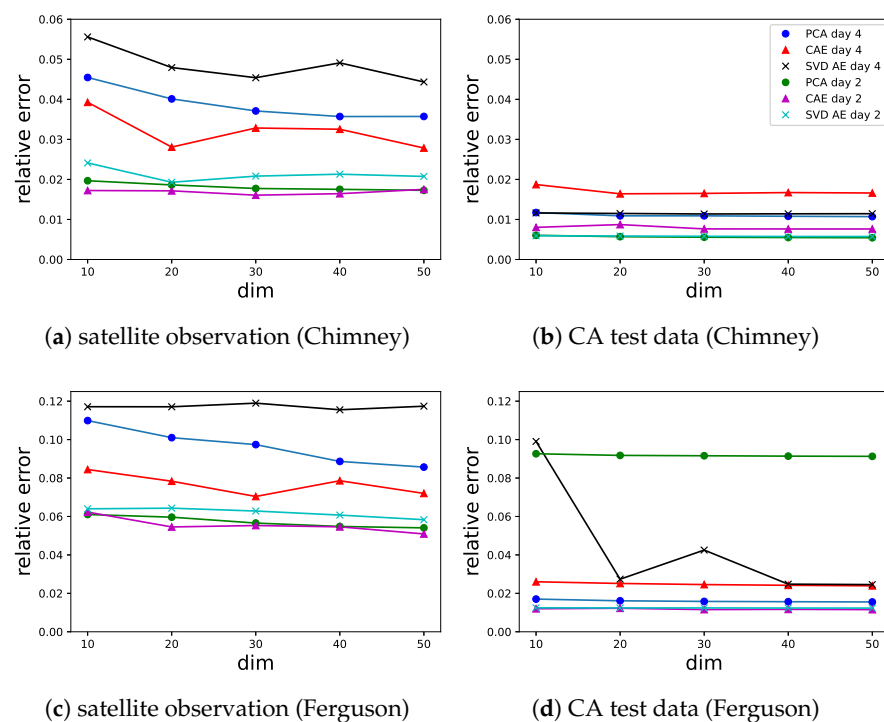 0.06
0.05
0.04
0.03
0.02
0.01
0.00
relative error
10 20 30 40 50
dim
(a) satellite observation (Chimney)
0.06
0.05
0.04
0.03
0.02
0.01
0.00
relative error
10 20 30 40 50
dim
PCA day 4
CAE day 4
SVD AE day 4
PCA day 2
CAE day 2
SVD AE day 2
(b) CA test data (Chimney)
0.12
0.10
0.08
0.06
0.04
0.02
0.00
relative error
10 20 30 40 50
dim
(c) satellite observation (Ferguson)
0.12
0.10
0.08
0.06
0.04
0.02
0.00
relative error
10 20 30 40 50
dim
(d) CA test data (Ferguson)